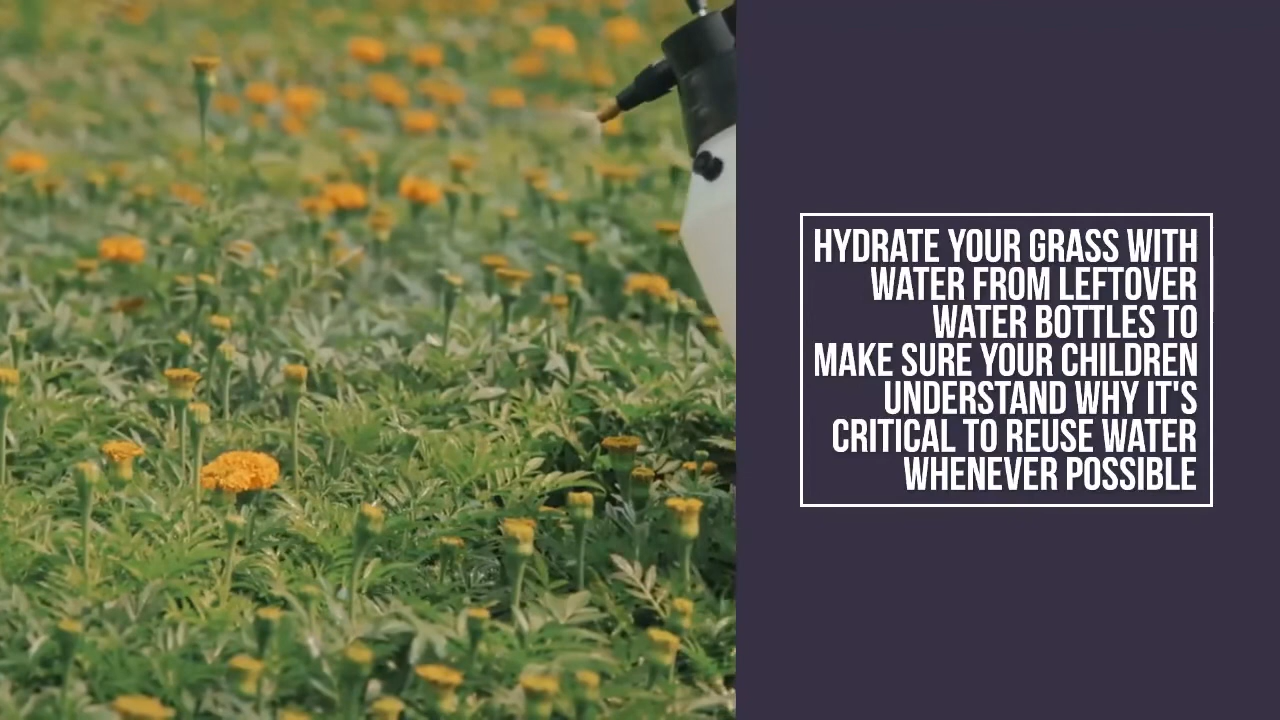 HYDRATE YOUR GRASS WITH
WATER FROM LEFTOVER
WATER BOTTLES TO
MAKE SURE YOUR CHILDREN
UNDERSTAND WHY IT'S
CRITICAL TO REUSE WATER
WHENEVER POSSIBLE